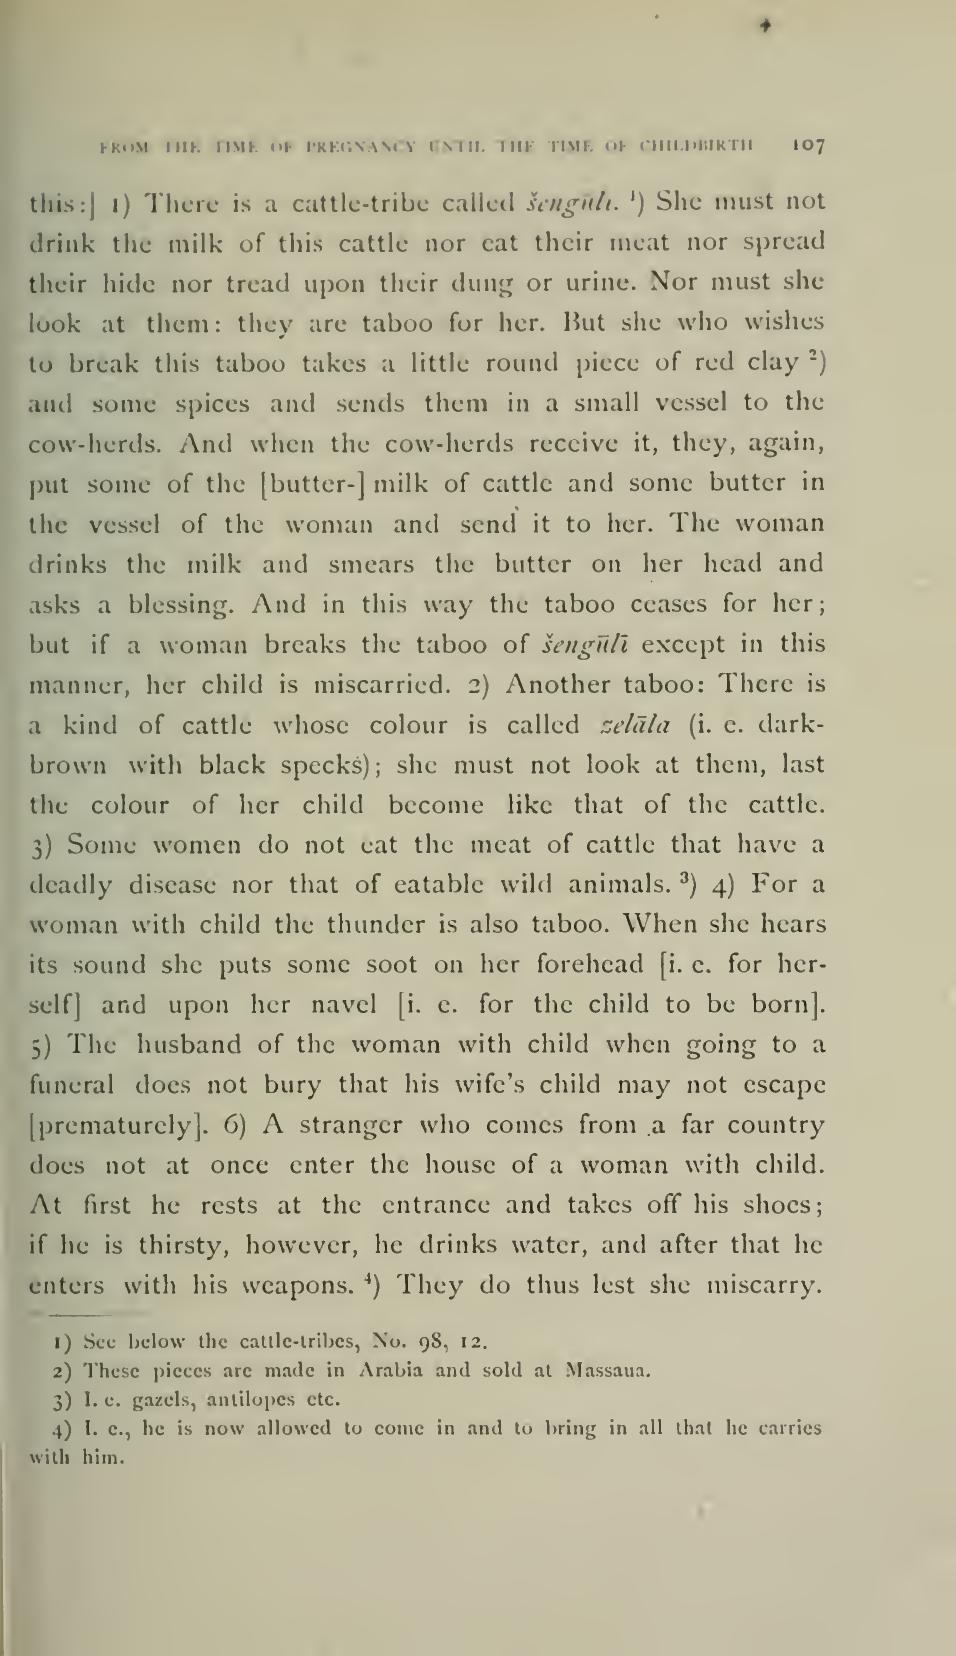 FROM THE TIME OF PREGNANCY UNTIL THE TIME OF CHILDBIRTH 107
this:] 1) There is a cattle-tribe called šengūlī. ¹) She must not
drink the milk of this cattle nor eat their meat nor spread
their hide nor tread upon their dung or urine. Nor must she
look at them: they are taboo for her. But she who wishes
to break this taboo takes a little round piece of red clay ²)
and some spices and sends them in a small vessel to the
cow-herds. And when the cow-herds receive it, they, again,
put some of the [butter-] milk of cattle and some butter in
the vessel of the woman and send it to her. The woman
drinks the milk and smears the butter on her head and
asks a blessing. And in this way the taboo ceases for her;
but if a woman breaks the taboo of šengūlī except in this
manner, her child is miscarried. 2) Another taboo: There is
a kind of cattle whose colour is called zelāla (i. e. dark-
brown with black specks); she must not look at them, last
the colour of her child become like that of the cattle.
3) Some women do not eat the meat of cattle that have a
deadly disease nor that of eatable wild animals. ³) 4) For a
woman with child the thunder is also taboo. When she hears
its sound she puts some soot on her forehead [i. e. for her-
self] and upon her navel [i. e. for the child to be born].
5) The husband of the woman with child when going to a
funeral does not bury that his wife's child may not escape
[prematurely]. 6) A stranger who comes from a far country
does not at once enter the house of a woman with child.
At first he rests at the entrance and takes off his shoes;
if he is thirsty, however, he drinks water, and after that he
enters with his weapons. ⁴) They do thus lest she miscarry.
1) See below the cattle-tribes, No. 98, 12.
2) These pieces are made in Arabia and sold at Massaua.
3) I. e. gazels, antilopes etc.
4) I. e., he is now allowed to come in and to bring in all that he carries
with him.